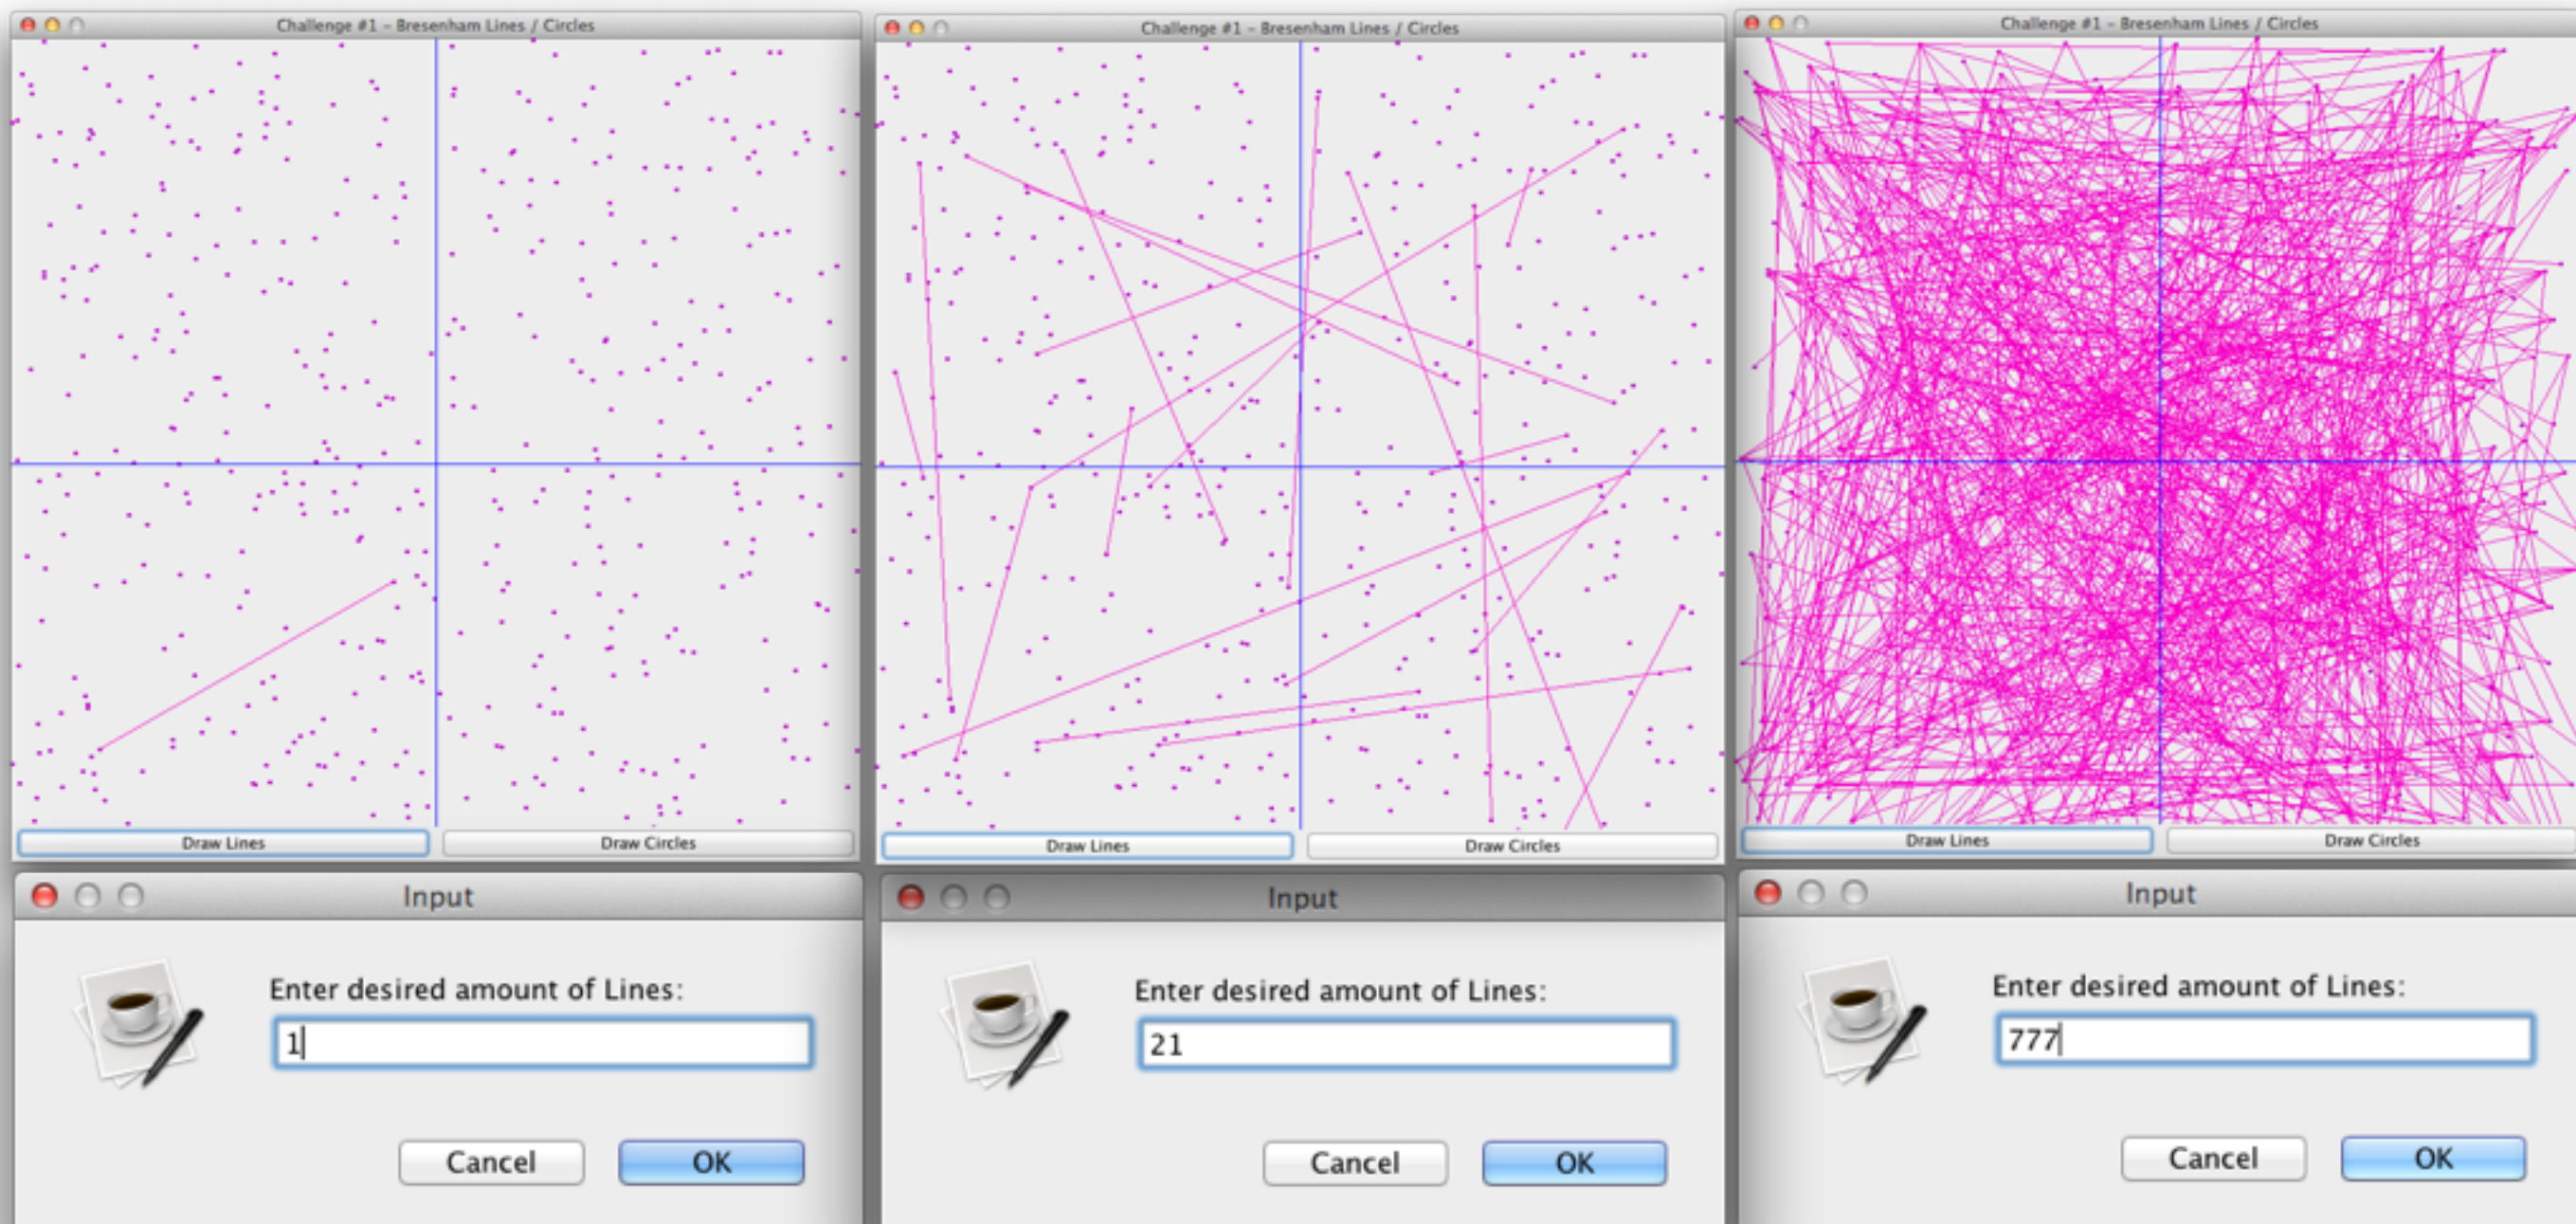 Challenge #1 – Bresenham Lines / Circles
Draw Lines
Draw Circles
Input
Enter desired amount of Lines:
1
Cancel
OK
Challenge #1 – Bresenham Lines / Circles
Draw Lines
Draw Circles
Input
Enter desired amount of Lines:
21
Cancel
OK
Challenge #1 – Bresenham Lines / Circles
Draw Lines
Draw Circles
Input
Enter desired amount of Lines:
777
Cancel
OK